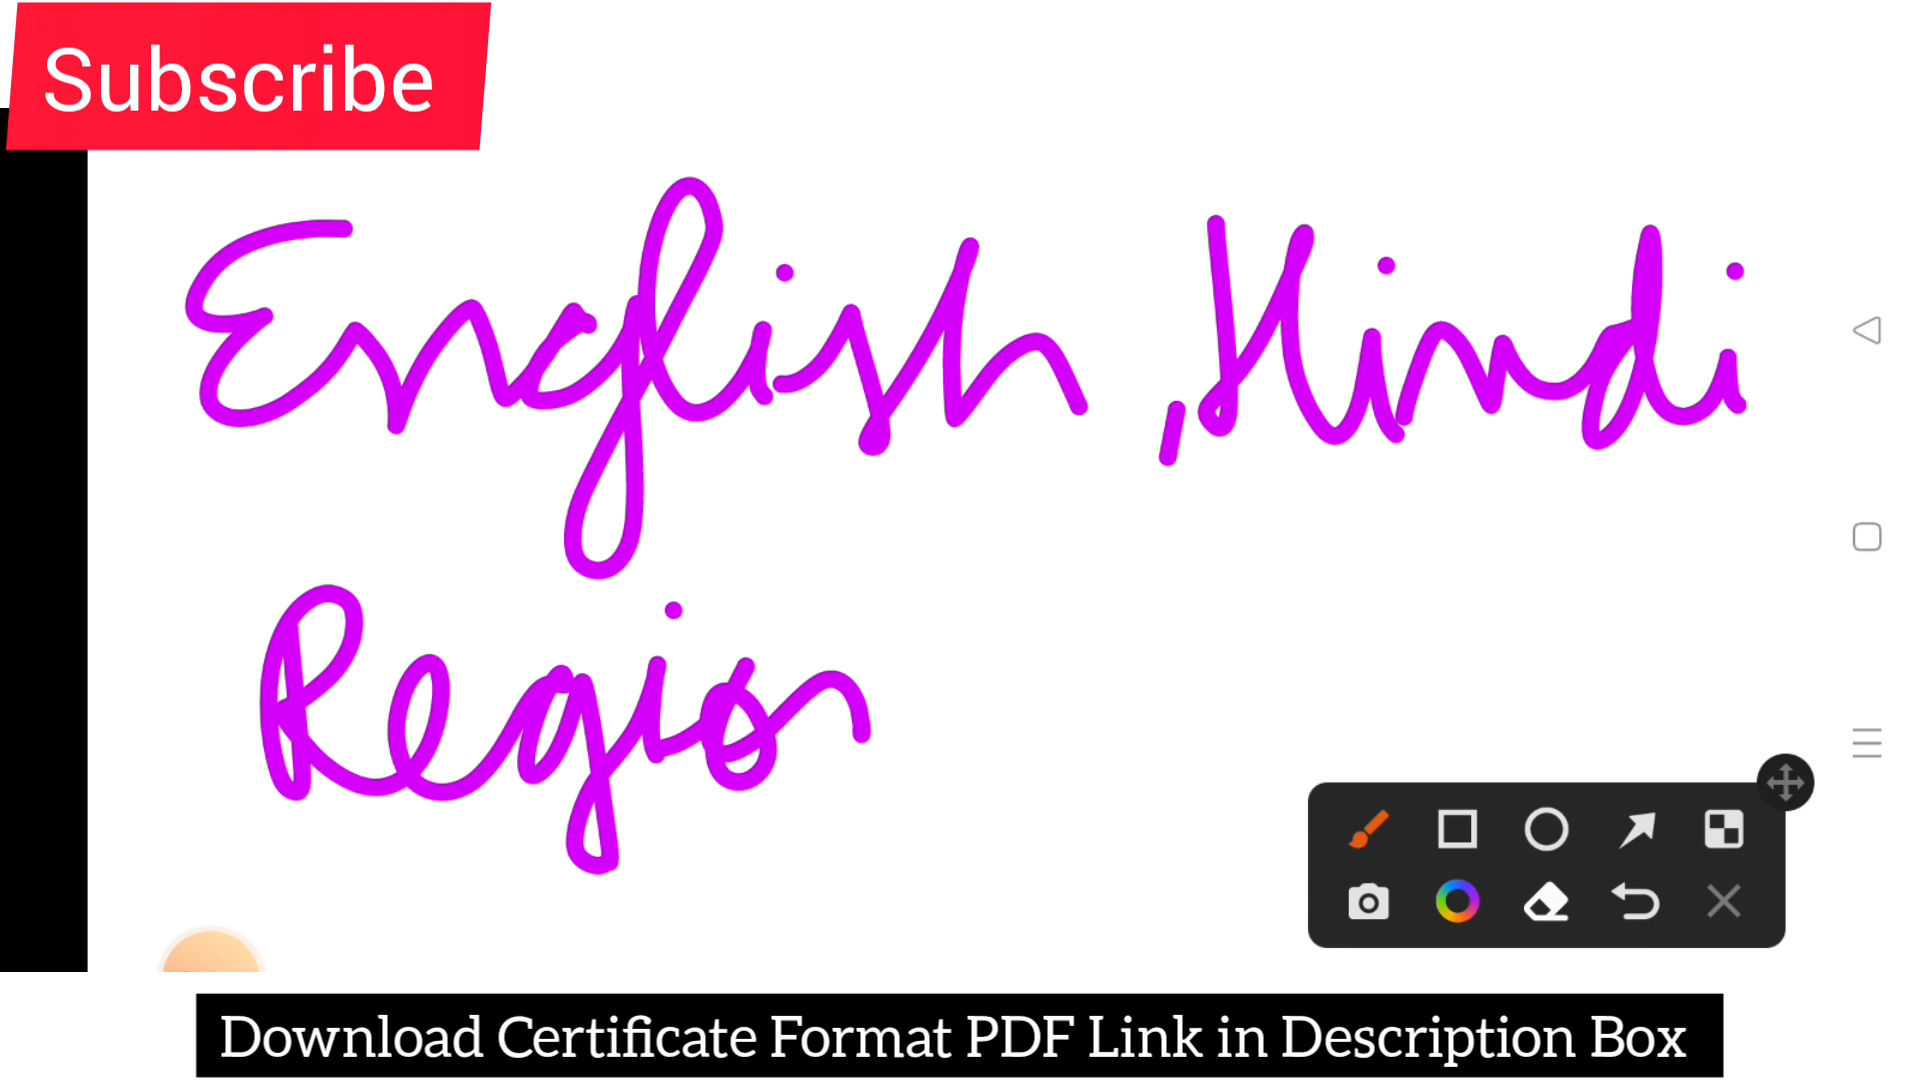 Subscribe
English, Hindi
Region
Download Certificate Format PDF Link in Description Box